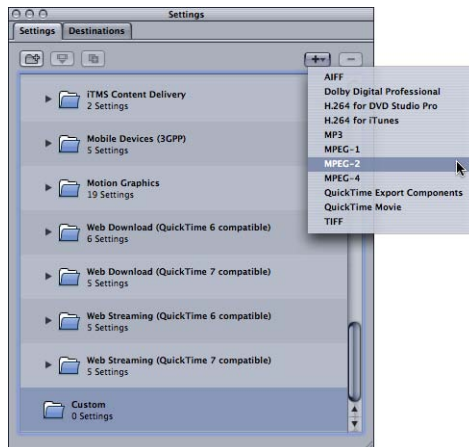 Settings
Settings Destinations
iTMS Content Delivery
2 Settings
Mobile Devices (3GPP)
5 Settings
Motion Graphics
19 Settings
Web Download (QuickTime 6 compatible)
6 Settings
Web Download (QuickTime 7 compatible)
5 Settings
Web Streaming (QuickTime 6 compatible)
5 Settings
Web Streaming (QuickTime 7 compatible)
5 Settings
Custom
0 Settings
AIFF
Dolby Digital Professional
H.264 for DVD Studio Pro
H.264 for iTunes
MP3
MPEG-1
MPEG-2
MPEG-4
QuickTime Export Components
QuickTime Movie
TIFF